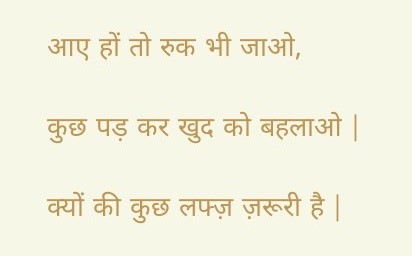 आए हों तो रुक भी जाओ,
कुछ पड़ कर खुद को बहलाओ |
क्यों की कुछ लफ्ज़ ज़रूरी है |